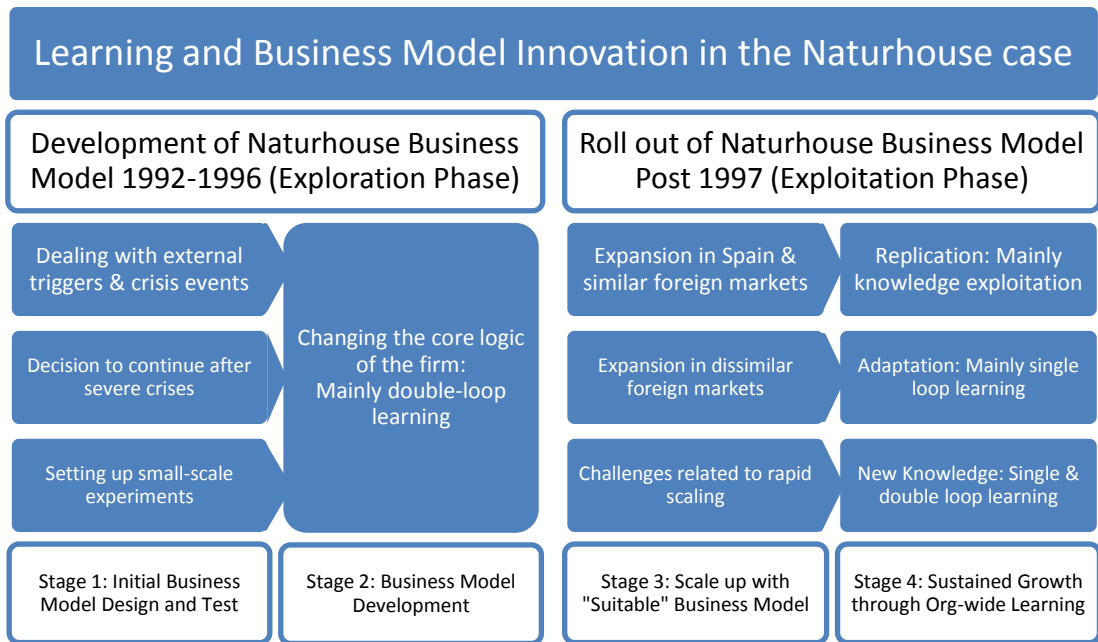 Learning and Business Model Innovation in the Naturhouse case
Development of Naturhouse Business
Model 1992-1996 (Exploration Phase)
Roll out of Naturhouse Business Model
Post 1997 (Exploitation Phase)
Dealing with external
triggers & crisis events
Decision to continue after
severe crises
Setting up small-scale
experiments
Changing the core logic
of the firm:
Mainly double-loop
learning
Expansion in Spain &
similar foreign markets
Replication: Mainly
knowledge exploitation
Expansion in dissimilar
foreign markets
Adaptation: Mainly single
loop learning
Challenges related to rapid
scaling
New Knowledge: Single &
double loop learning
Stage 1: Initial Business
Model Design and Test
Stage 2: Business Model
Development
Stage 3: Scale up with
"Suitable" Business Model
Stage 4: Sustained Growth
through Org-wide Learning